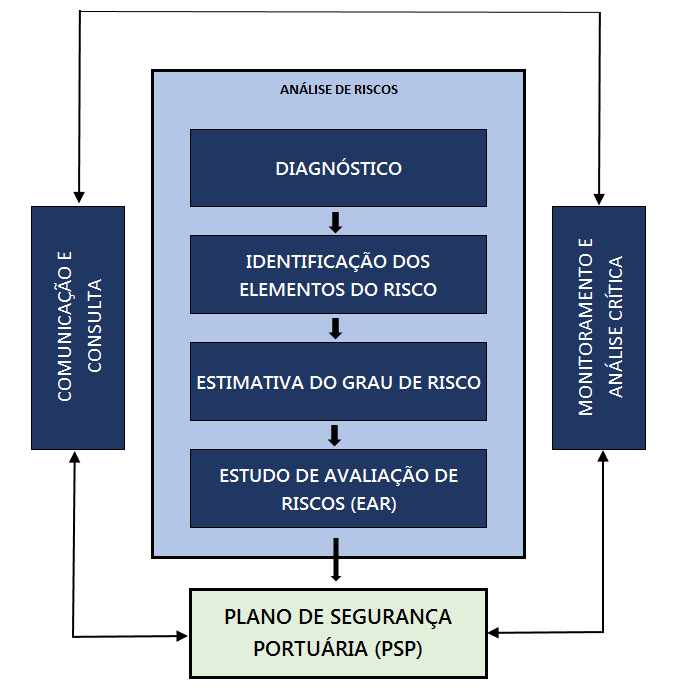 ANÁLISE DE RISCOS
DIAGNÓSTICO
IDENTIFICAÇÃO DOS
ELEMENTOS DO RISCO
ESTIMATIVA DO GRAU DE RISCO
ESTUDO DE AVALIAÇÃO DE
RISCOS (EAR)
COMUNICAÇÃO E
CONSULTA
MONITORAMENTO E
ANÁLISE CRÍTICA
PLANO DE SEGURANÇA
PORTUÁRIA (PSP)